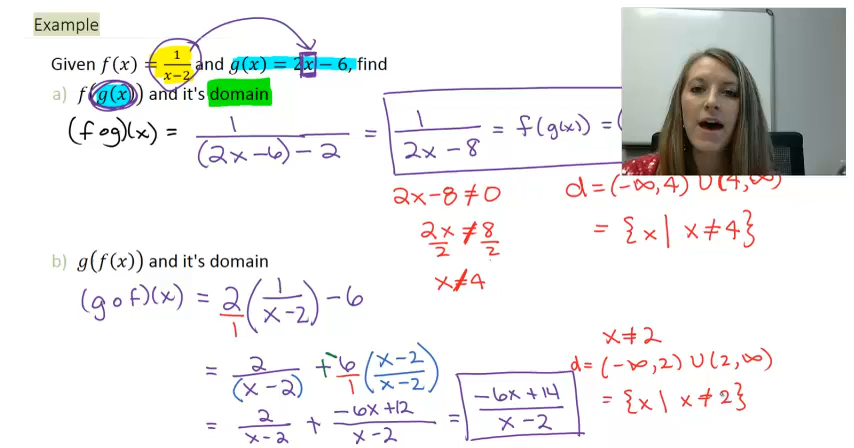 Example
Given f(x) = 1/(x−2) and g(x) = 2x − 6, find
a) f(g(x)) and it's domain
(f∘g)(x) = 1/((2x−6)−2) = 1/(2x−8) = f(g(x)) = (
2x−8 ≠ 0
d = (−∞,4) ∪ (4,∞)
2x/2 ≠ 8/2
= {x | x≠4}
x≠4
b) g(f(x)) and it's domain
(g∘f)(x) = 2/1 (1/(x−2)) − 6
= 2/(x−2) + −6/1 ((x−2)/(x−2))
x≠2
d= (−∞,2) ∪ (2,∞)
= 2/(x−2) + (−6x+12)/(x−2) = (−6x+14)/(x−2)
= {x | x≠2}